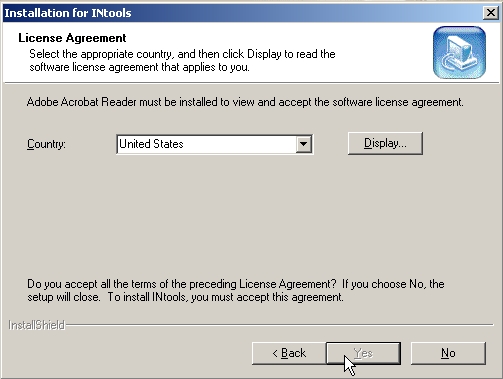 Installation for INtools
License Agreement
Select the appropriate country, and then click Display to read the
software license agreement that applies to you.
Adobe Acrobat Reader must be installed to view and accept the software license agreement.
Country: United States Display...
Do you accept all the terms of the preceding License Agreement? If you choose No, the
setup will close. To install INtools, you must accept this agreement.
InstallShield
< Back Yes No